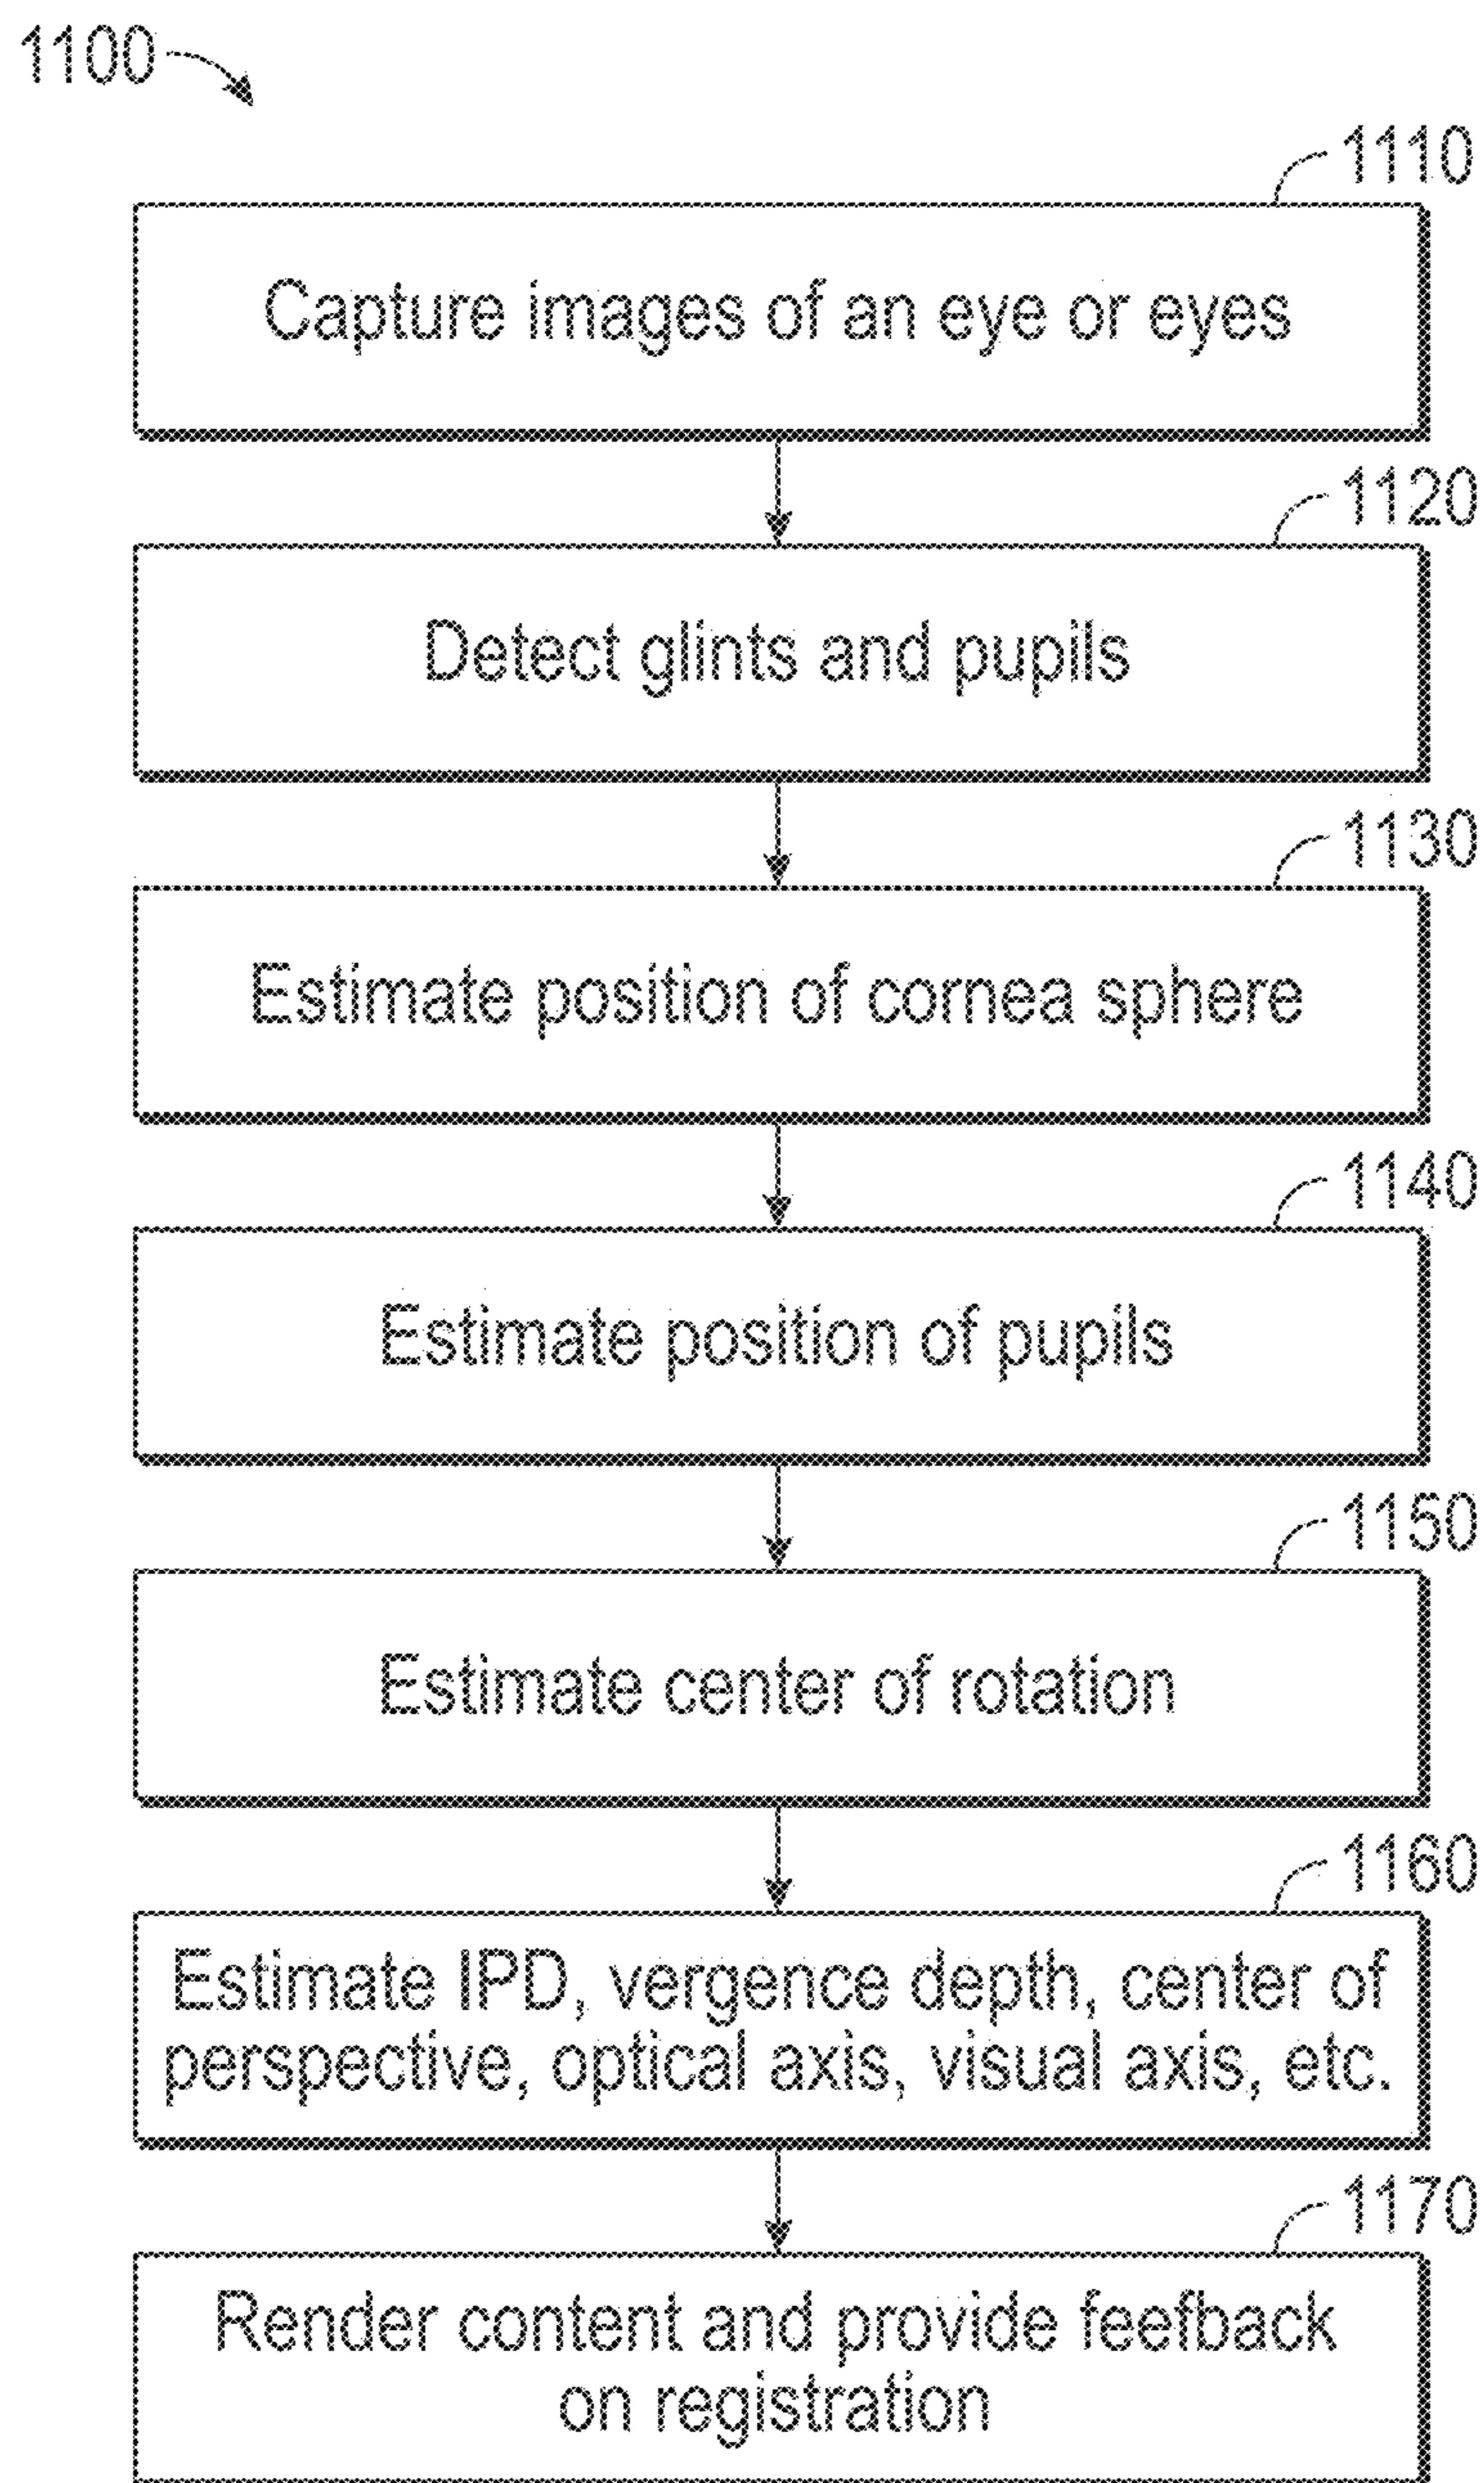 1100
1110
Capture images of an eye or eyes
1120
Detect glints and pupils
1130
Estimate position of cornea sphere
1140
Estimate position of pupils
1150
Estimate center of rotation
1160
Estimate IPD, vergence depth, center of
perspective, optical axis, visual axis, etc.
1170
Render content and provide feefback
on registration